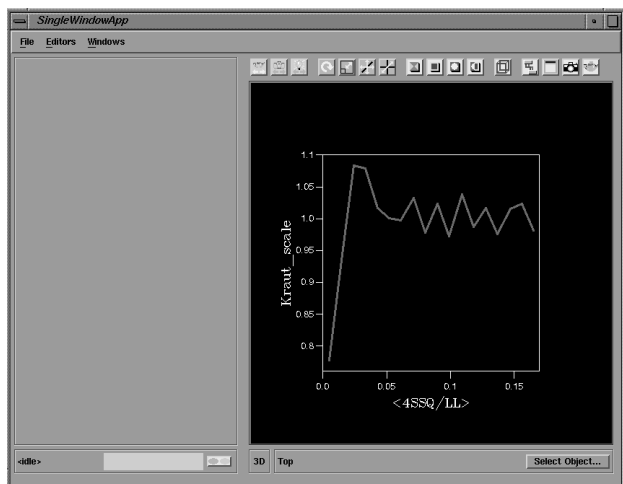 SingleWindowApp
File Editors Windows
1.1
1.05
1.0
0.95
0.9
0.85
0.8
Kraut_scale
0.0 0.05 0.1 0.15
<4SSQ/LL>
<idle>
3D Top Select Object...